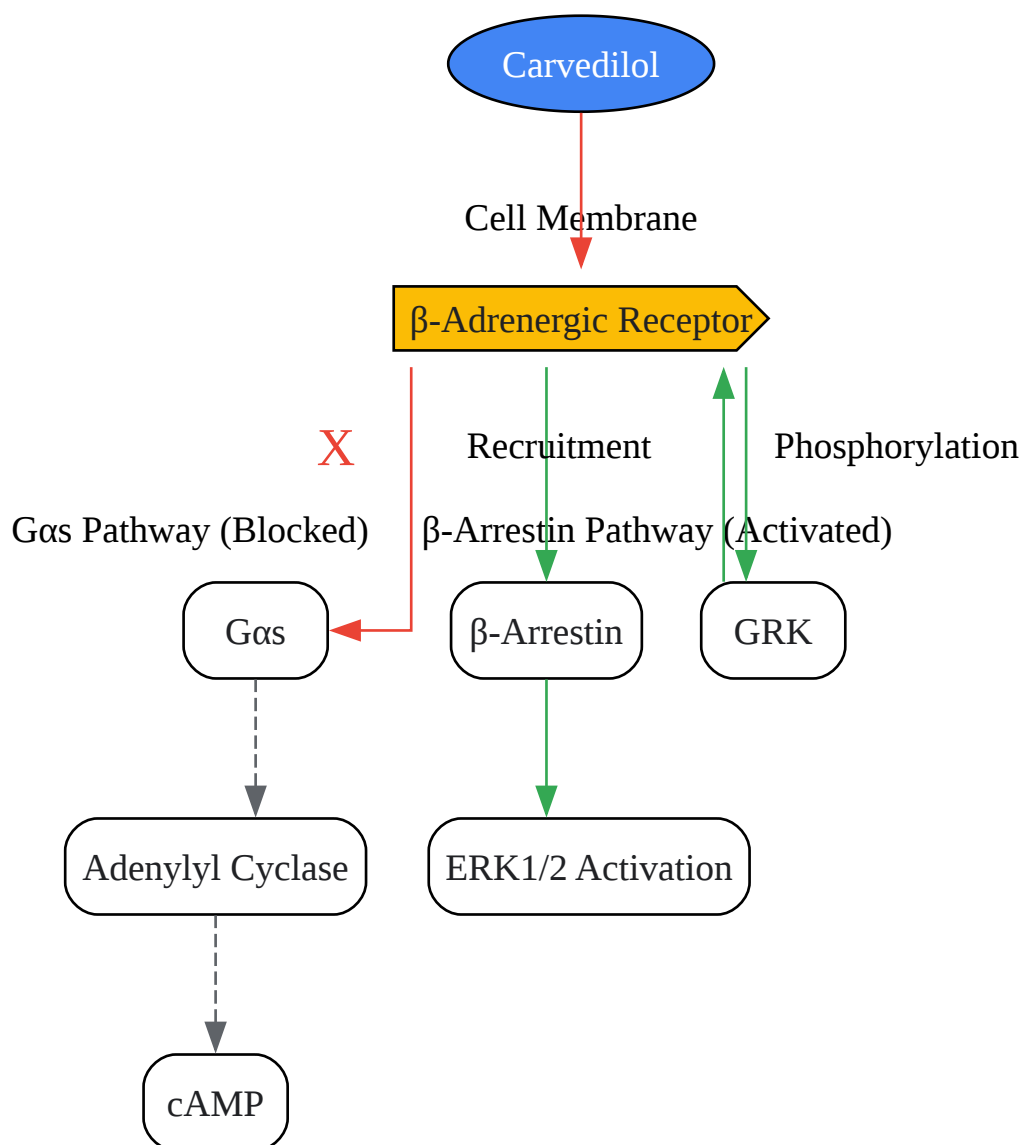 Carvedilol
Cell Membrane
β-Adrenergic Receptor
X
Recruitment
Phosphorylation
Gαs Pathway (Blocked)
β-Arrestin Pathway (Activated)
Gαs
β-Arrestin
GRK
Adenylyl Cyclase
ERK1/2 Activation
cAMP